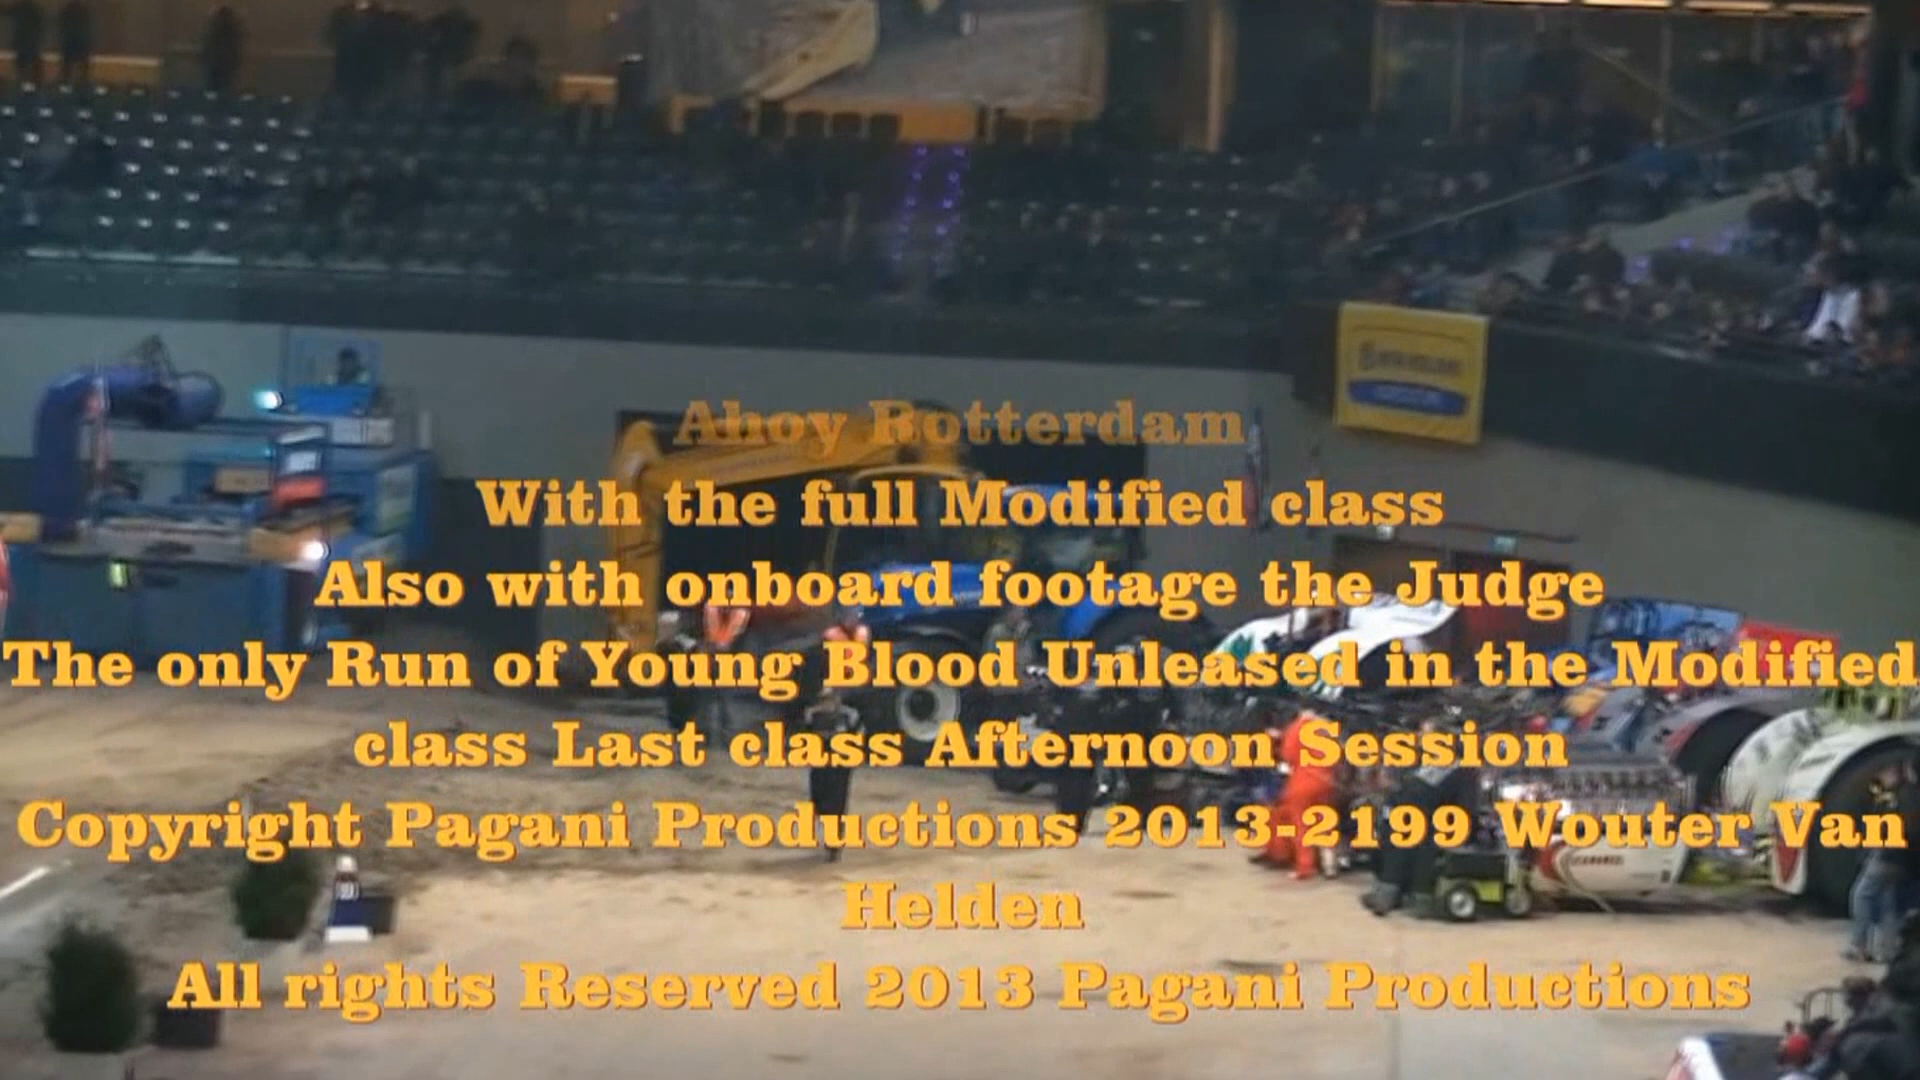 Ahoy Rotterdam
With the full Modified class
Also with onboard footage the Judge
The only Run of Young Blood Unleased in the Modified
class Last class Afternoon Session
Copyright Pagani Productions 2013-2199 Wouter Van
Helden
All rights Reserved 2013 Pagani Productions